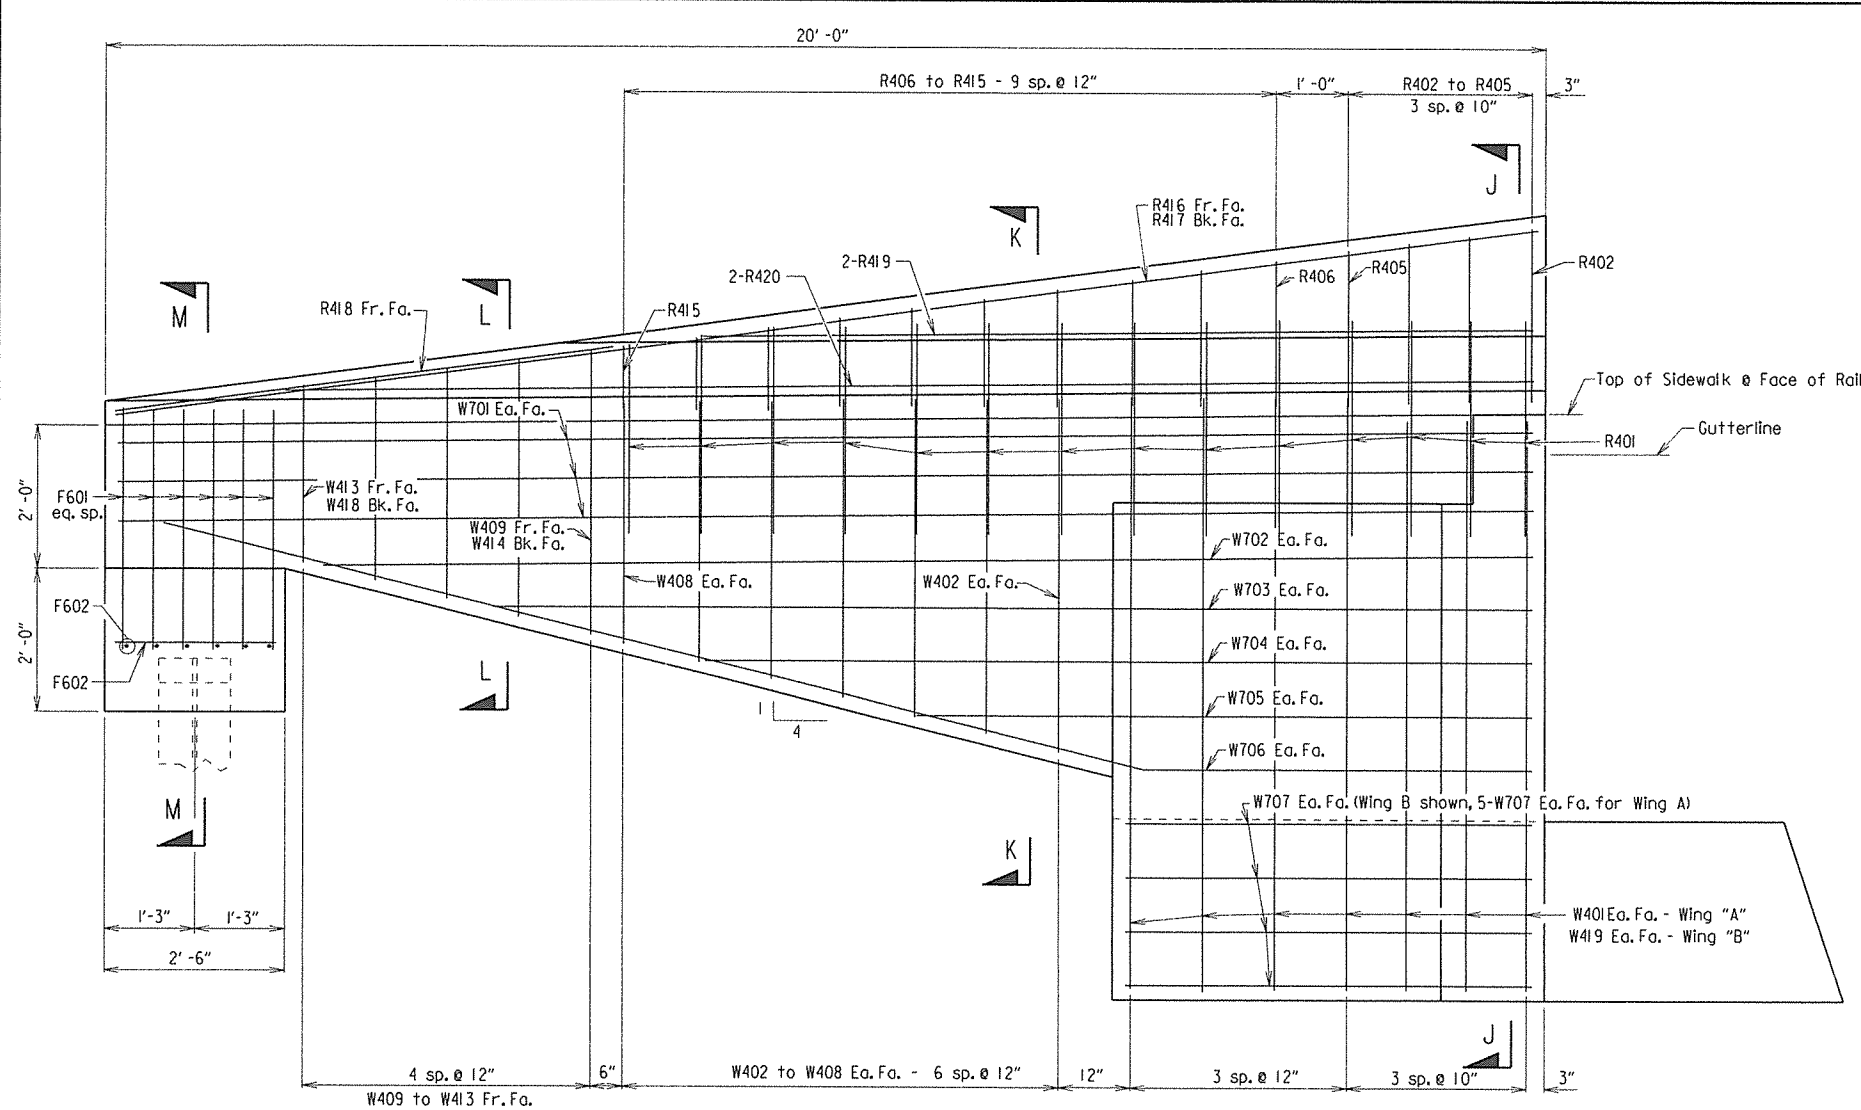 20'-0"
R406 to R415 - 9 sp. @ 12"
1'-0"
R402 to R405
3 sp. @ 10"
3"
J
K
R416 Fr. Fa.
R417 Bk. Fa.
M
L
R418 Fr. Fa.
R415
2-R420
2-R419
R406
R405
R402
Top of Sidewalk @ Face of Rail
Gutterline
R401
W701 Ea. Fa.
2'-0"
F601
eq. sp.
W413 Fr. Fa.
W418 Bk. Fa.
W409 Fr. Fa.
W414 Bk. Fa.
W408 Ea. Fa.
W402 Ea. Fa.
W702 Ea. Fa.
W703 Ea. Fa.
W704 Ea. Fa.
W705 Ea. Fa.
W706 Ea. Fa.
F602
2'-0"
F602
L
1
4
M
K
W707 Ea. Fa. (Wing B shown, 5-W707 Ea. Fa. for Wing A)
W401 Ea. Fa. - Wing "A"
W419 Ea. Fa. - Wing "B"
1'-3"
1'-3"
2'-6"
J
4 sp. @ 12"
W409 to W413 Fr. Fa.
6"
W402 to W408 Ea. Fa. - 6 sp. @ 12"
12"
3 sp. @ 12"
3 sp. @ 10"
3"